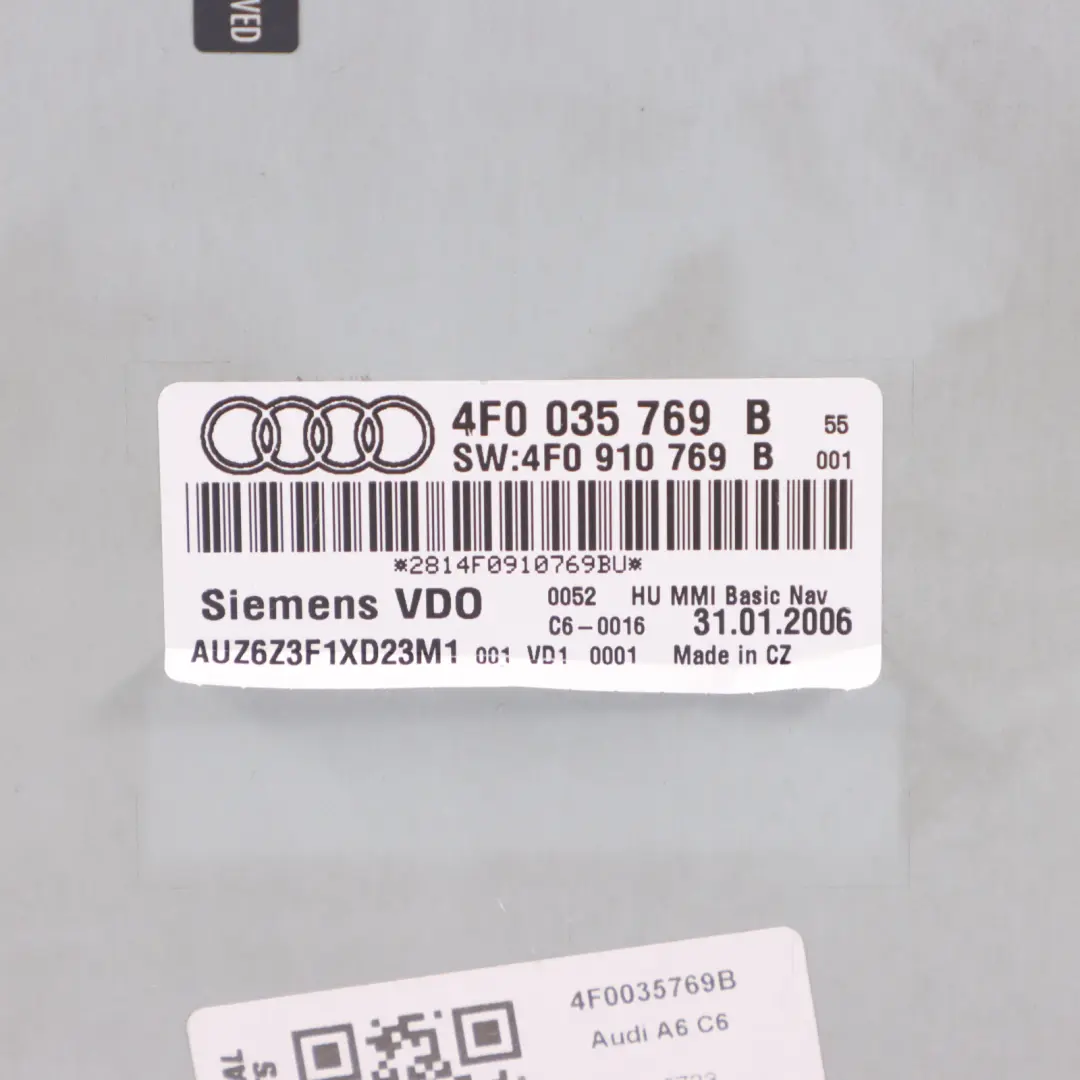 VED
4F0 035 769 B 55
SW:4F0 910 769 B 001
*2814F0910769BU*
Siemens VDO 0052 HU MMI Basic Nav
C6-0016 31.01.2006
AUZ6Z3F1XD23M1 001 VD1 0001 Made in CZ
4F0035769B
Audi A6 C6